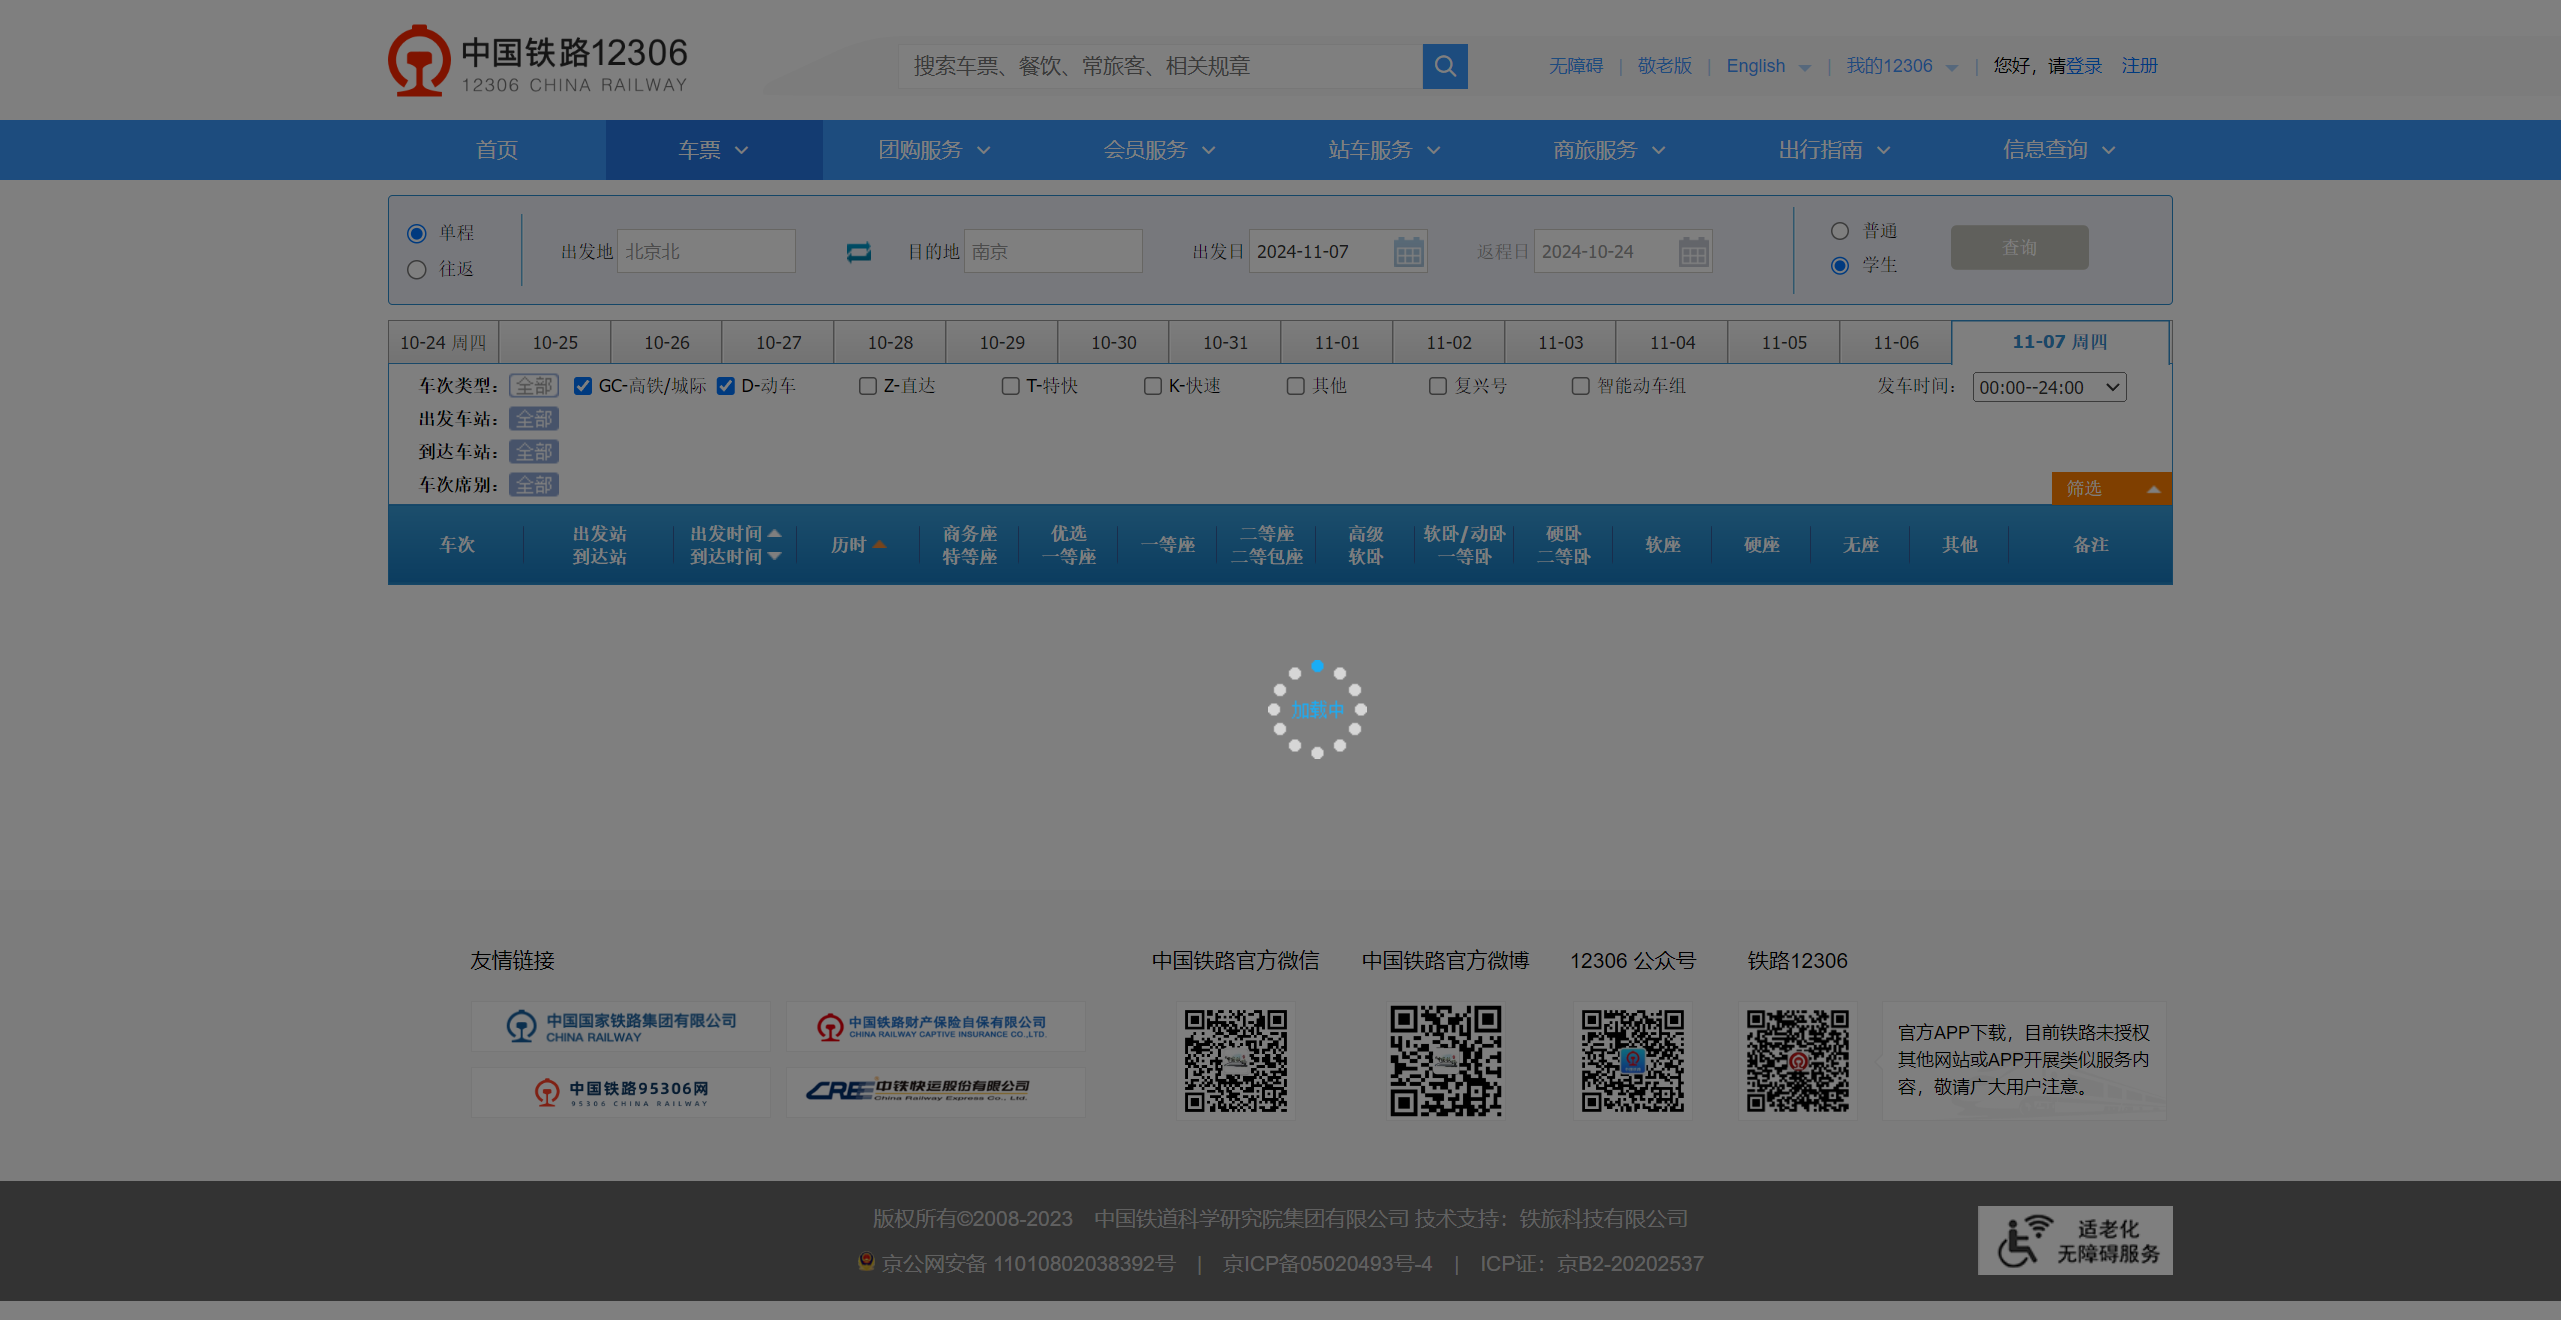 中国铁路12306
12306 CHINA RAILWAY
搜索车票、餐饮、常旅客、相关规章
无障碍 | 敬老版 | English | 我的12306 | 您好，请登录 注册
首页 车票 团购服务 会员服务 站车服务 商旅服务 出行指南 信息查询
单程
往返
出发地 北京北 目的地 南京 出发日 2024-11-07 返程日 2024-10-24
普通
学生
查询
10-24 周四 10-25 10-26 10-27 10-28 10-29 10-30 10-31 11-01 11-02 11-03 11-04 11-05 11-06 11-07 周四
车次类型： 全部 GC-高铁/城际 D-动车 Z-直达 T-特快 K-快速 其他 复兴号 智能动车组 发车时间： 00:00--24:00
出发车站： 全部
到达车站： 全部
车次席别： 全部
筛选
车次
出发站
到达站
出发时间
到达时间
历时
商务座
特等座
优选
一等座
一等座
二等座
二等包座
高级
软卧
软卧/动卧
一等卧
硬卧
二等卧
软座
硬座
无座
其他
备注
加载中
友情链接
中国铁路官方微信 中国铁路官方微博 12306 公众号 铁路12306
中国国家铁路集团有限公司
CHINA RAILWAY
中国铁路财产保险自保有限公司
CHINA RAILWAY CAPTIVE INSURANCE CO.,LTD.
中国铁路95306网
95306 CHINA RAILWAY
CRE 中铁快运股份有限公司
China Railway Express Co., Ltd.
官方APP下载，目前铁路未授权
其他网站或APP开展类似服务内
容，敬请广大用户注意。
版权所有©2008-2023 中国铁道科学研究院集团有限公司 技术支持：铁旅科技有限公司
京公网安备 11010802038392号 | 京ICP备05020493号-4 | ICP证：京B2-20202537
适老化
无障碍服务